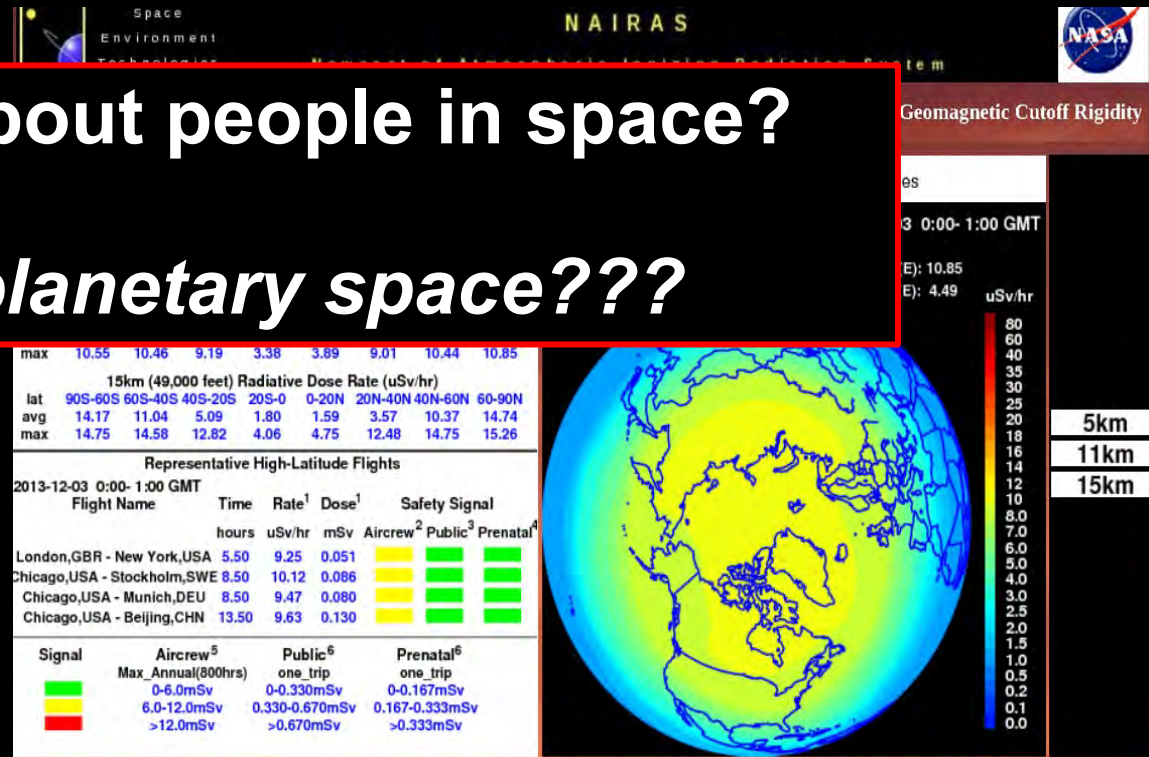 Space
Environment
Technologies
NAIRAS
Nowcast of Atmospheric Ionizing Radiation System
NASA
about people in space?
planetary space???
Geomagnetic Cutoff Rigidity
es
3 0:00- 1:00 GMT
(E): 10.85
E): 4.49
uSv/hr
max 10.55 10.46 9.19 3.38 3.89 9.01 10.44 10.85
15km (49,000 feet) Radiative Dose Rate (uSv/hr)
lat 90S-60S 60S-40S 40S-20S 20S-0 0-20N 20N-40N 40N-60N 60-90N
avg 14.17 11.04 5.09 1.80 1.59 3.57 10.37 14.74
max 14.75 14.58 12.82 4.06 4.75 12.48 14.75 15.26
Representative High-Latitude Flights
2013-12-03 0:00- 1:00 GMT
Flight Name Time Rate1 Dose1 Safety Signal
hours uSv/hr mSv Aircrew2 Public3 Prenatal4
London,GBR - New York,USA 5.50 9.25 0.051
Chicago,USA - Stockholm,SWE 8.50 10.12 0.086
Chicago,USA - Munich,DEU 8.50 9.47 0.080
Chicago,USA - Beijing,CHN 13.50 9.63 0.130
Signal Aircrew5 Public6 Prenatal6
Max_Annual(800hrs) one_trip one_trip
0-6.0mSv 0-0.330mSv 0-0.167mSv
6.0-12.0mSv 0.330-0.670mSv 0.167-0.333mSv
>12.0mSv >0.670mSv >0.333mSv
80
60
40
35
30
25
20
18
16
14
12
10
8.0
7.0
6.0
5.0
4.0
3.0
2.5
2.0
1.5
1.0
0.5
0.2
0.1
0.0
5km
11km
15km